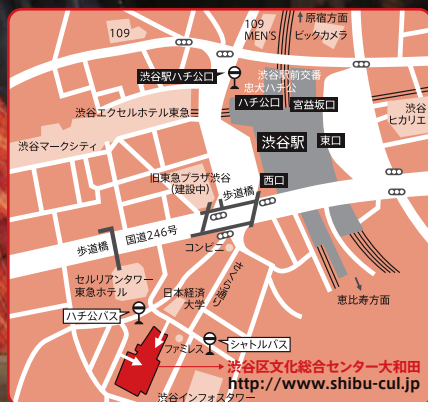 ↑原宿方面
109
109
MEN'S
ビックカメラ
渋谷駅ハチ公口
渋谷駅前交番
忠犬ハチ公
ハチ公口
宮益坂口
渋谷エクセルホテル東急
渋谷
ヒカリエ
渋谷駅
東口
渋谷マークシティ
旧東急プラザ渋谷
(建設中)
西口
歩道橋
国道246号
歩道橋
コンビニ
セルリアンタワー
東急ホテル
日本経済
大学
さくら通り
恵比寿方面
ハチ公バス
ファミレス
シャトルバス
渋谷区文化総合センター大和田
http://www.shibu-cul.jp
渋谷インフォスタワー